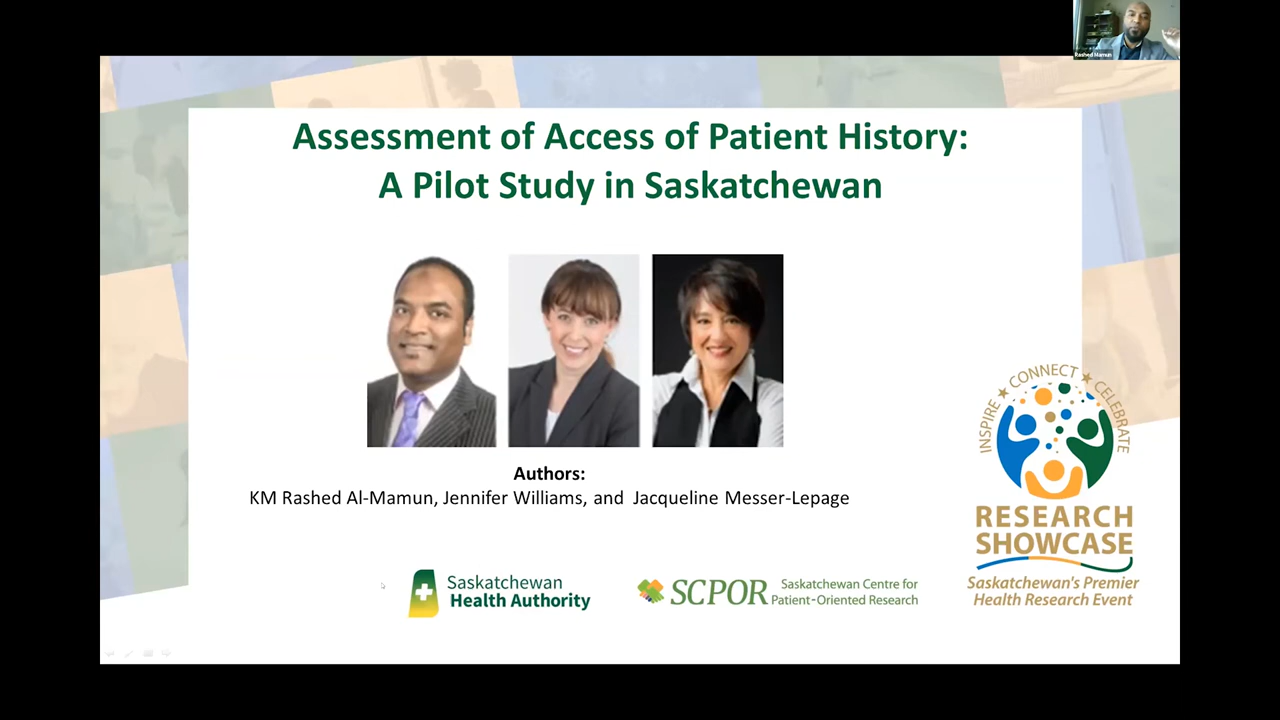 Rashed Mamun
Assessment of Access of Patient History:
A Pilot Study in Saskatchewan
Authors:
KM Rashed Al-Mamun, Jennifer Williams, and Jacqueline Messer-Lepage
INSPIRE ★ CONNECT ★ CELEBRATE
RESEARCH
SHOWCASE
Saskatchewan's Premier
Health Research Event
Saskatchewan
Health Authority
SCPOR
Saskatchewan Centre for
Patient-Oriented Research